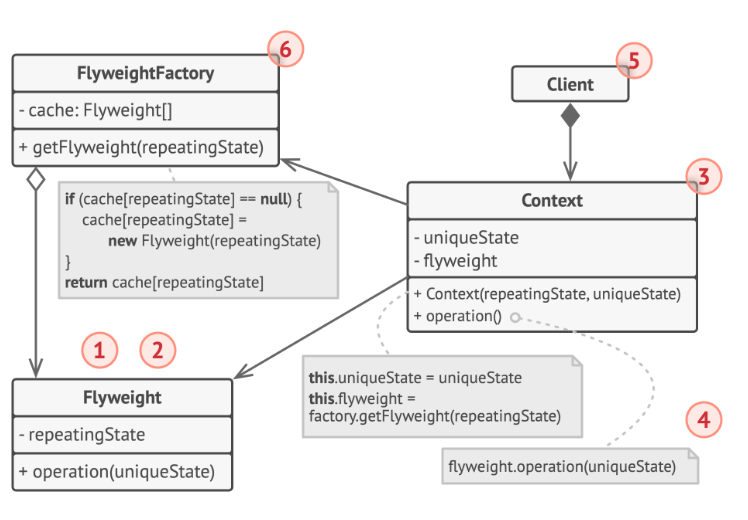 6
FlyweightFactory
- cache: Flyweight[]
+ getFlyweight(repeatingState)
if (cache[repeatingState] == null) {
cache[repeatingState] =
new Flyweight(repeatingState)
}
return cache[repeatingState]
5
Client
3
Context
- uniqueState
- flyweight
+ Context(repeatingState, uniqueState)
+ operation()
this.uniqueState = uniqueState
this.flyweight =
factory.getFlyweight(repeatingState)
4
flyweight.operation(uniqueState)
1
2
Flyweight
- repeatingState
+ operation(uniqueState)